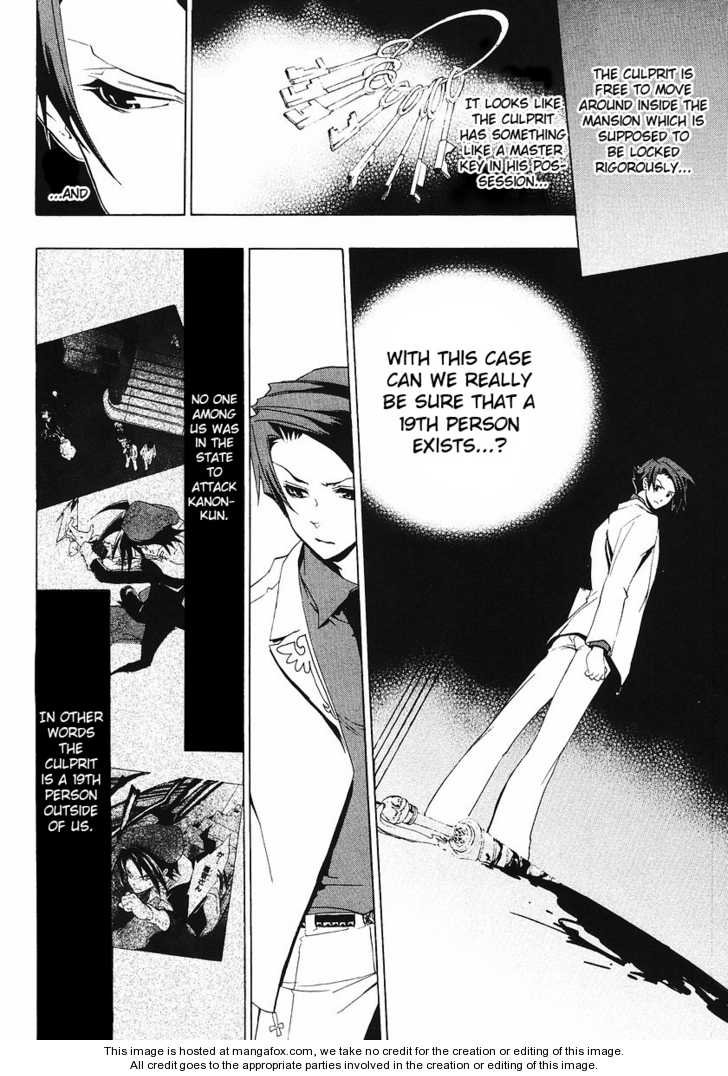 THE CULPRIT IS
FREE TO MOVE
AROUND INSIDE THE
MANSION WHICH IS
SUPPOSED TO
BE LOCKED
RIGOROUSLY...
IT LOOKS LIKE
THE CULPRIT
HAS SOMETHING
LIKE A MASTER
KEY IN HIS POS-
SESSION...
...AND
WITH THIS CASE
CAN WE REALLY
BE SURE THAT A
19TH PERSON
EXISTS...?
NO ONE
AMONG
US WAS
IN THE
STATE
TO
ATTACK
KANON-
KUN.
IN OTHER
WORDS
THE
CULPRIT
IS A 19TH
PERSON
OUTSIDE
OF US.
This image is hosted at mangafox.com, we take no credit for the creation or editing of this image.
All credit goes to the appropriate parties involved in the creation or editing of this image.